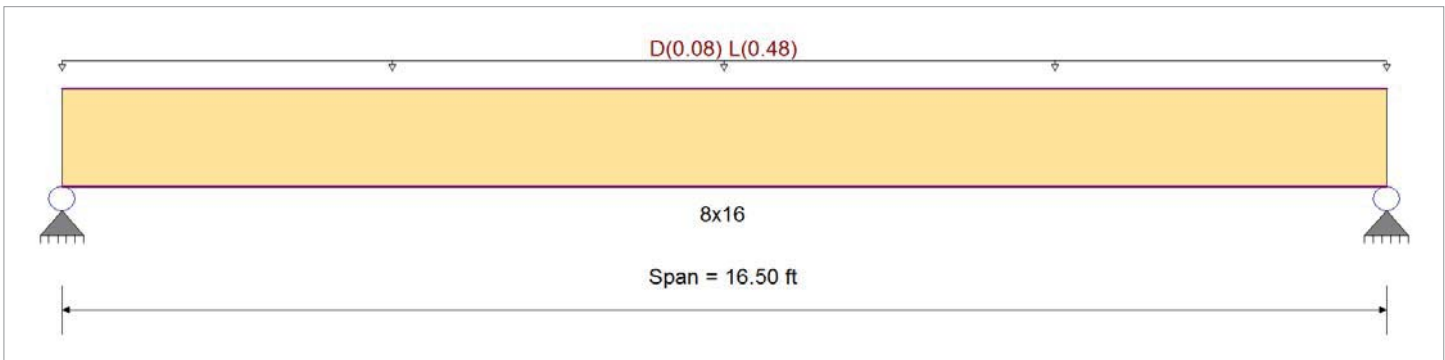 D(0.08) L(0.48)
8x16
Span = 16.50 ft